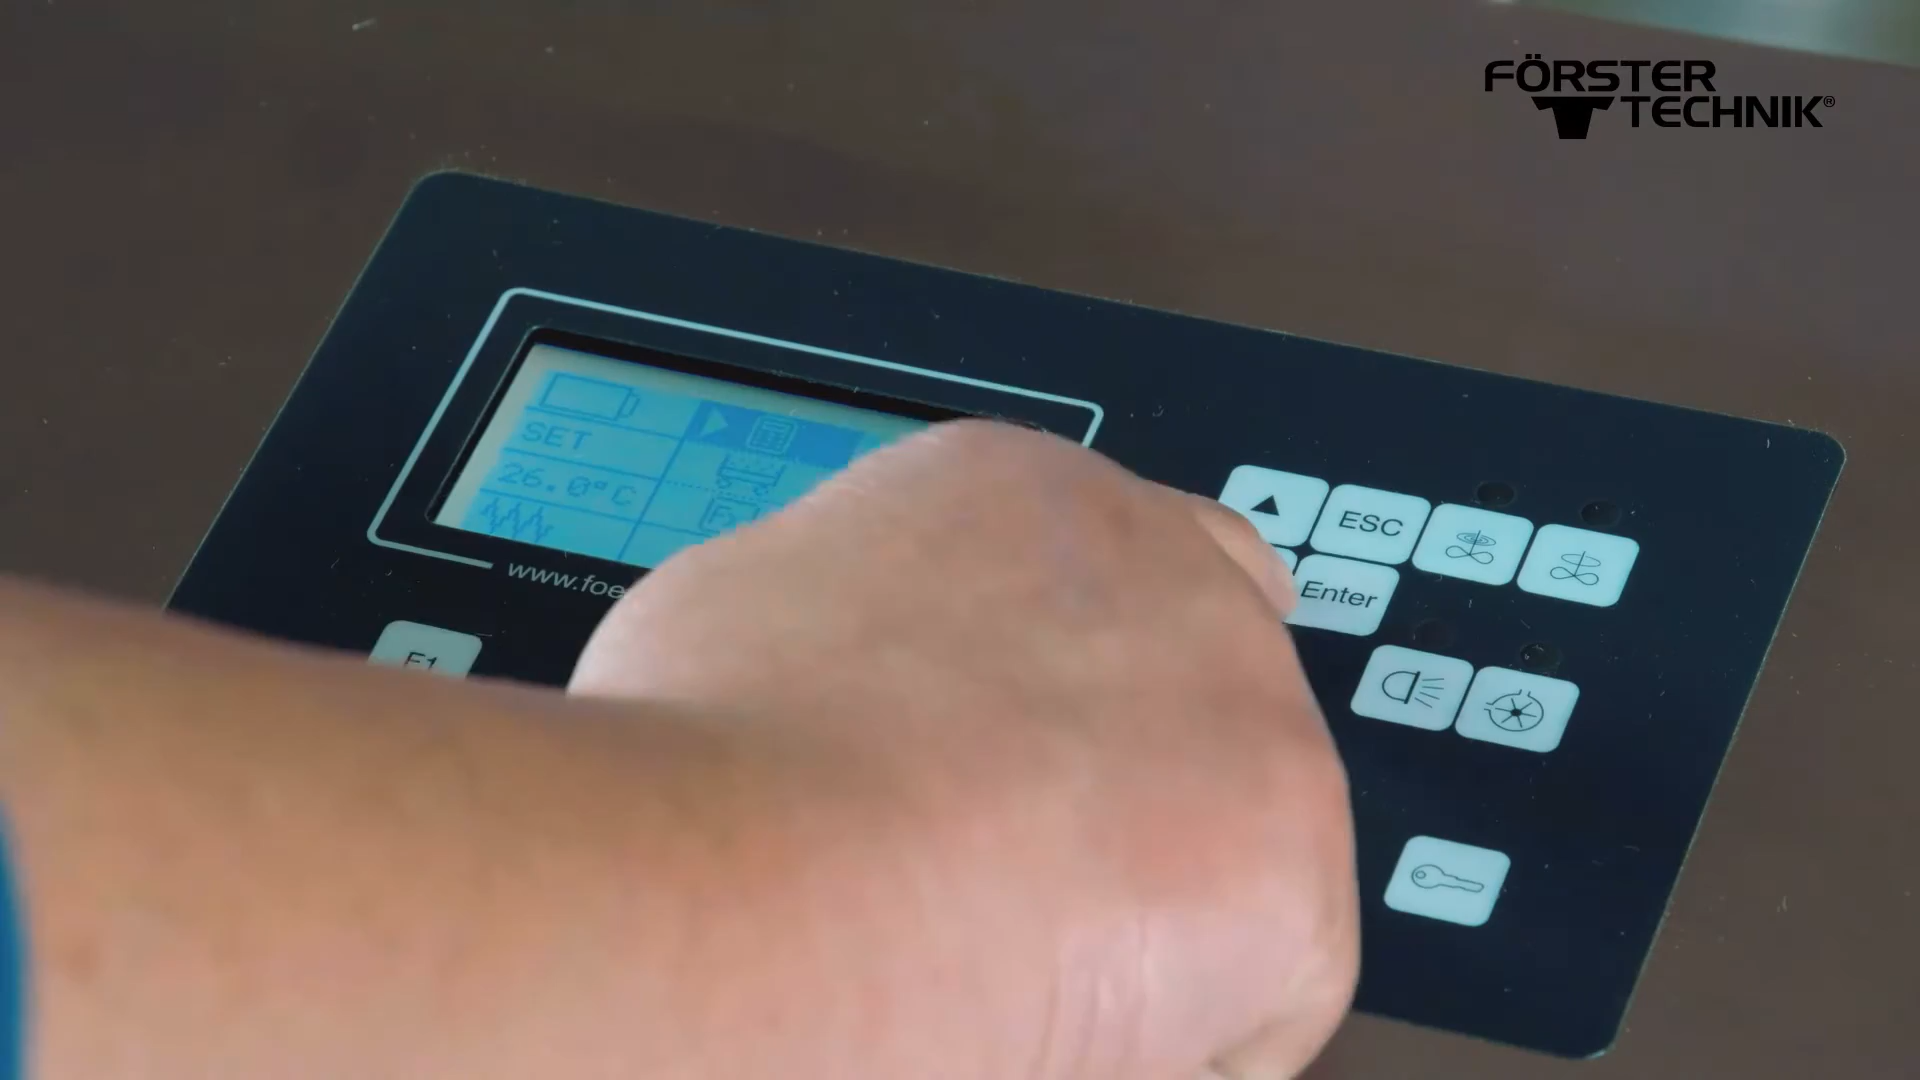 FÖRSTER
TECHNIK®
SET
26.0°C
www.foe
ESC
Enter
F1